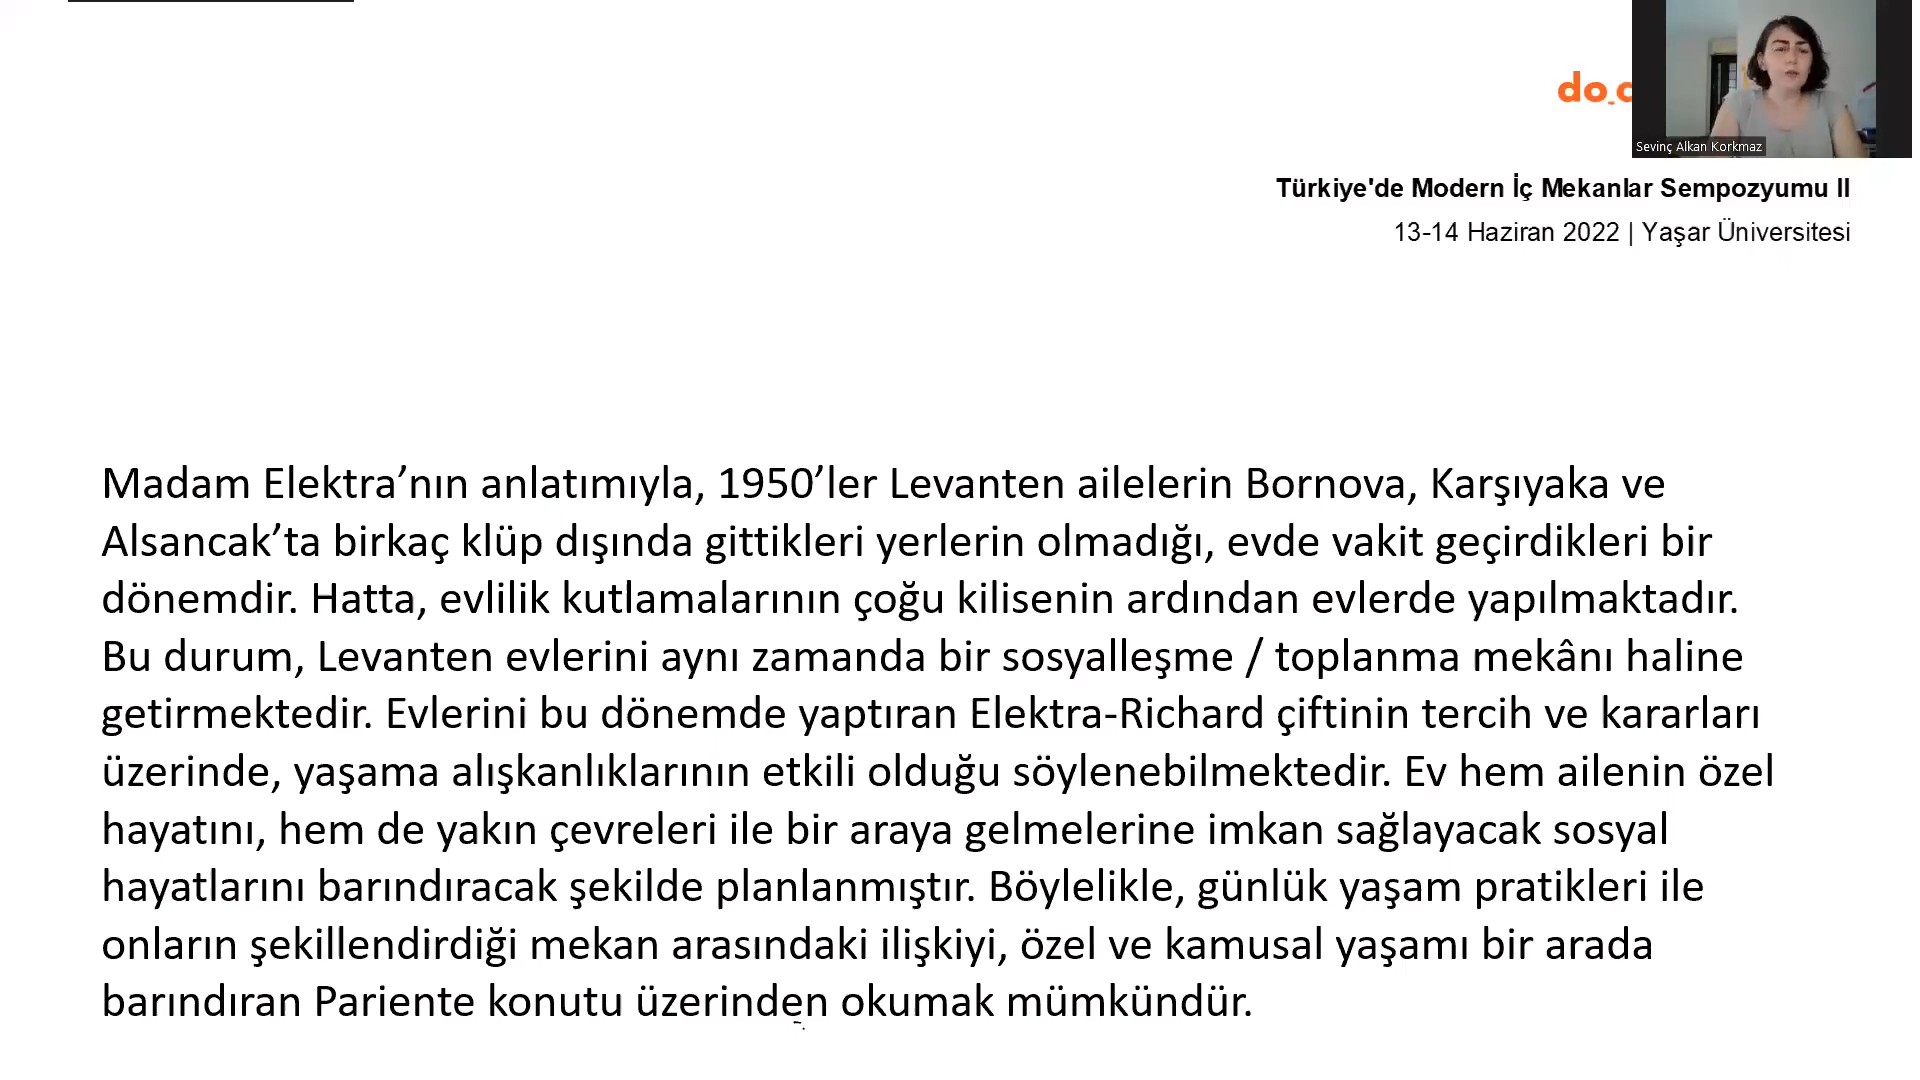 do_c
Sevinç Alkan Korkmaz
Türkiye'de Modern İç Mekanlar Sempozyumu II
13-14 Haziran 2022 | Yaşar Üniversitesi
Madam Elektra’nın anlatımıyla, 1950’ler Levanten ailelerin Bornova, Karşıyaka ve
Alsancak’ta birkaç klüp dışında gittikleri yerlerin olmadığı, evde vakit geçirdikleri bir
dönemdir. Hatta, evlilik kutlamalarının çoğu kilisenin ardından evlerde yapılmaktadır.
Bu durum, Levanten evlerini aynı zamanda bir sosyalleşme / toplanma mekânı haline
getirmektedir. Evlerini bu dönemde yaptıran Elektra-Richard çiftinin tercih ve kararları
üzerinde, yaşama alışkanlıklarının etkili olduğu söylenebilmektedir. Ev hem ailenin özel
hayatını, hem de yakın çevreleri ile bir araya gelmelerine imkan sağlayacak sosyal
hayatlarını barındıracak şekilde planlanmıştır. Böylelikle, günlük yaşam pratikleri ile
onların şekillendirdiği mekan arasındaki ilişkiyi, özel ve kamusal yaşamı bir arada
barındıran Pariente konutu üzerinden okumak mümkündür.